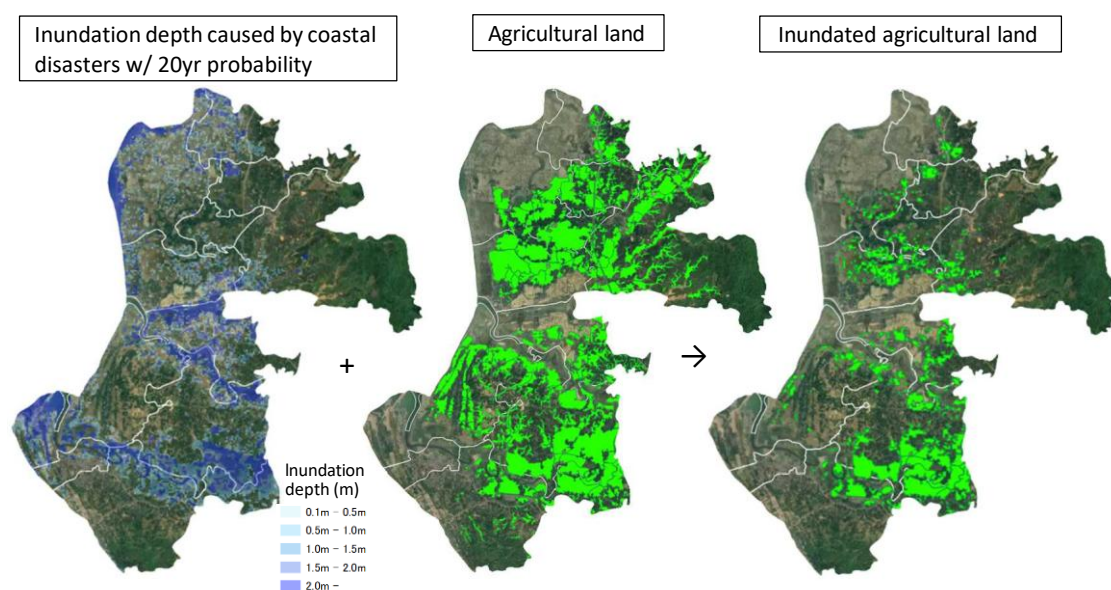 Inundation depth caused by coastal
disasters w/ 20yr probability
Agricultural land
Inundated agricultural land
+
→
Inundation
depth (m)
0.1m – 0.5m
0.5m – 1.0m
1.0m – 1.5m
1.5m – 2.0m
2.0m –